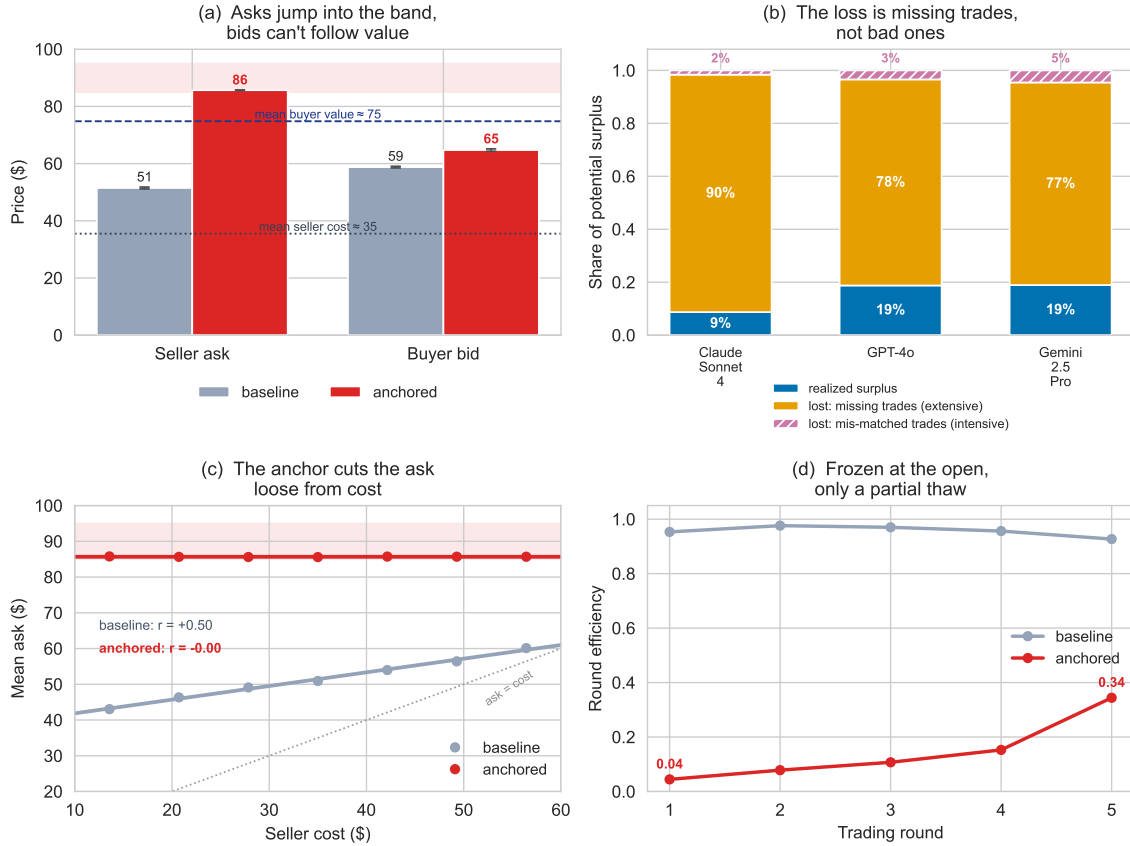 (a) Asks jump into the band,
bids can't follow value
Price ($)
100
80
60
40
20
0
86
mean buyer value ≈ 75
65
59
51
mean seller cost ≈ 35
Seller ask
Buyer bid
baseline
anchored
(b) The loss is missing trades,
not bad ones
Share of potential surplus
1.0
0.8
0.6
0.4
0.2
0.0
2%
3%
5%
90%
78%
77%
9%
19%
19%
Claude
Sonnet
4
GPT-4o
Gemini
2.5
Pro
realized surplus
lost: missing trades (extensive)
lost: mis-matched trades (intensive)
(c) The anchor cuts the ask
loose from cost
Mean ask ($)
100
90
80
70
60
50
40
30
20
baseline: r = +0.50
anchored: r = -0.00
ask = cost
baseline
anchored
10
20
30
40
50
60
Seller cost ($)
(d) Frozen at the open,
only a partial thaw
Round efficiency
1.0
0.8
0.6
0.4
0.2
0.0
baseline
anchored
0.34
0.04
1
2
3
4
5
Trading round